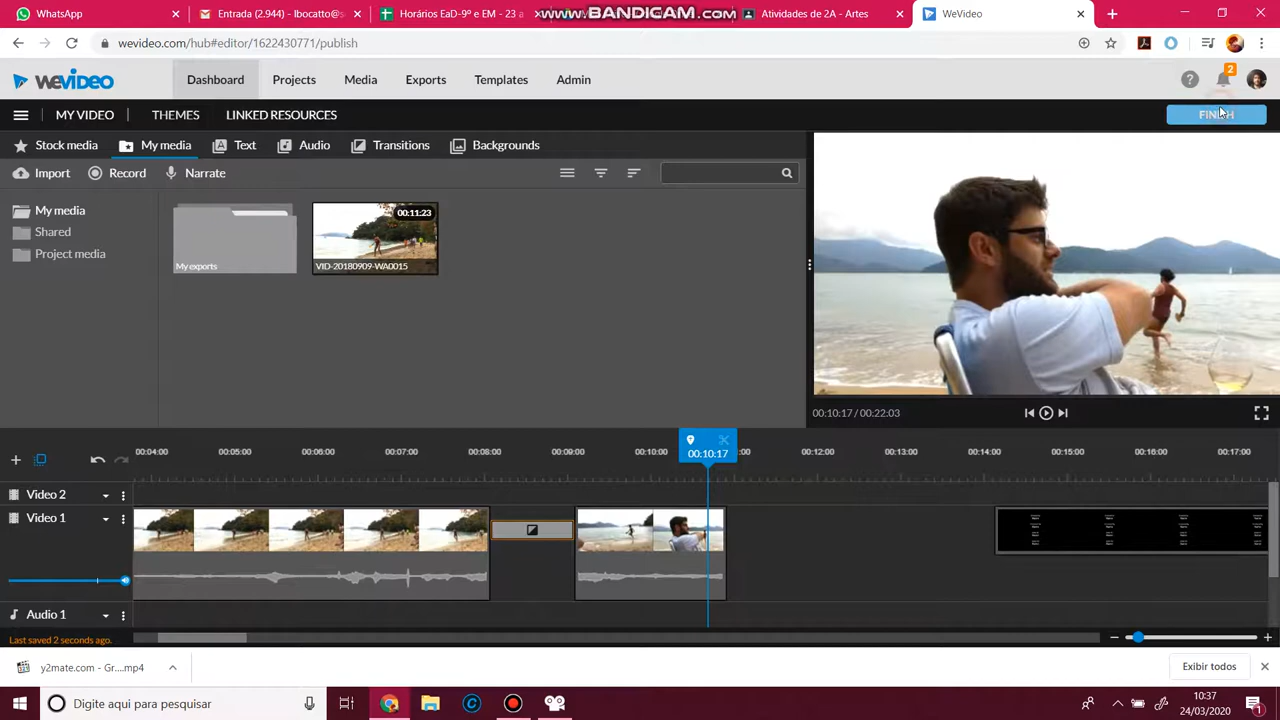 WhatsApp
Entrada (2.944) - lbocatto@s
Horários EaD-9º e EM - 23 a
www.BANDICAM.com
Atividades de 2A - Artes
WeVideo
wevideo.com/hub#editor/1622430771/publish
WEVIDEO
Dashboard
Projects
Media
Exports
Templates
Admin
2
MY VIDEO
THEMES
LINKED RESOURCES
FINISH
Stock media
My media
Text
Audio
Transitions
Backgrounds
Import
Record
Narrate
My media
Shared
Project media
My exports
00:11:23
VID-20180909-WA0015
00:10:17 / 00:22:03
00:04:00
00:05:00
00:06:00
00:07:00
00:08:00
00:09:00
00:10:00
00:10:17
00:12:00
00:13:00
00:14:00
00:15:00
00:16:00
00:17:00
Video 2
Video 1
Audio 1
Last saved 2 seconds ago.
y2mate.com - Gr....mp4
Exibir todos
Digite aqui para pesquisar
10:37
24/03/2020
1